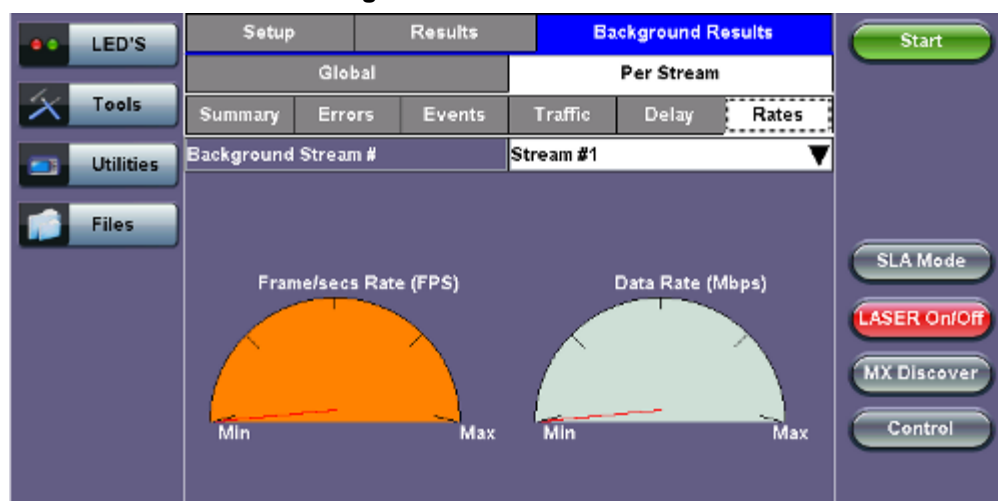 LED'S
Tools
Utilities
Files
Setup Results Background Results
Global Per Stream
Summary Errors Events Traffic Delay Rates
Background Stream # Stream #1
Frame/secs Rate (FPS) Data Rate (Mbps)
Min Max Min Max
Start
SLA Mode
LASER On/Off
MX Discover
Control